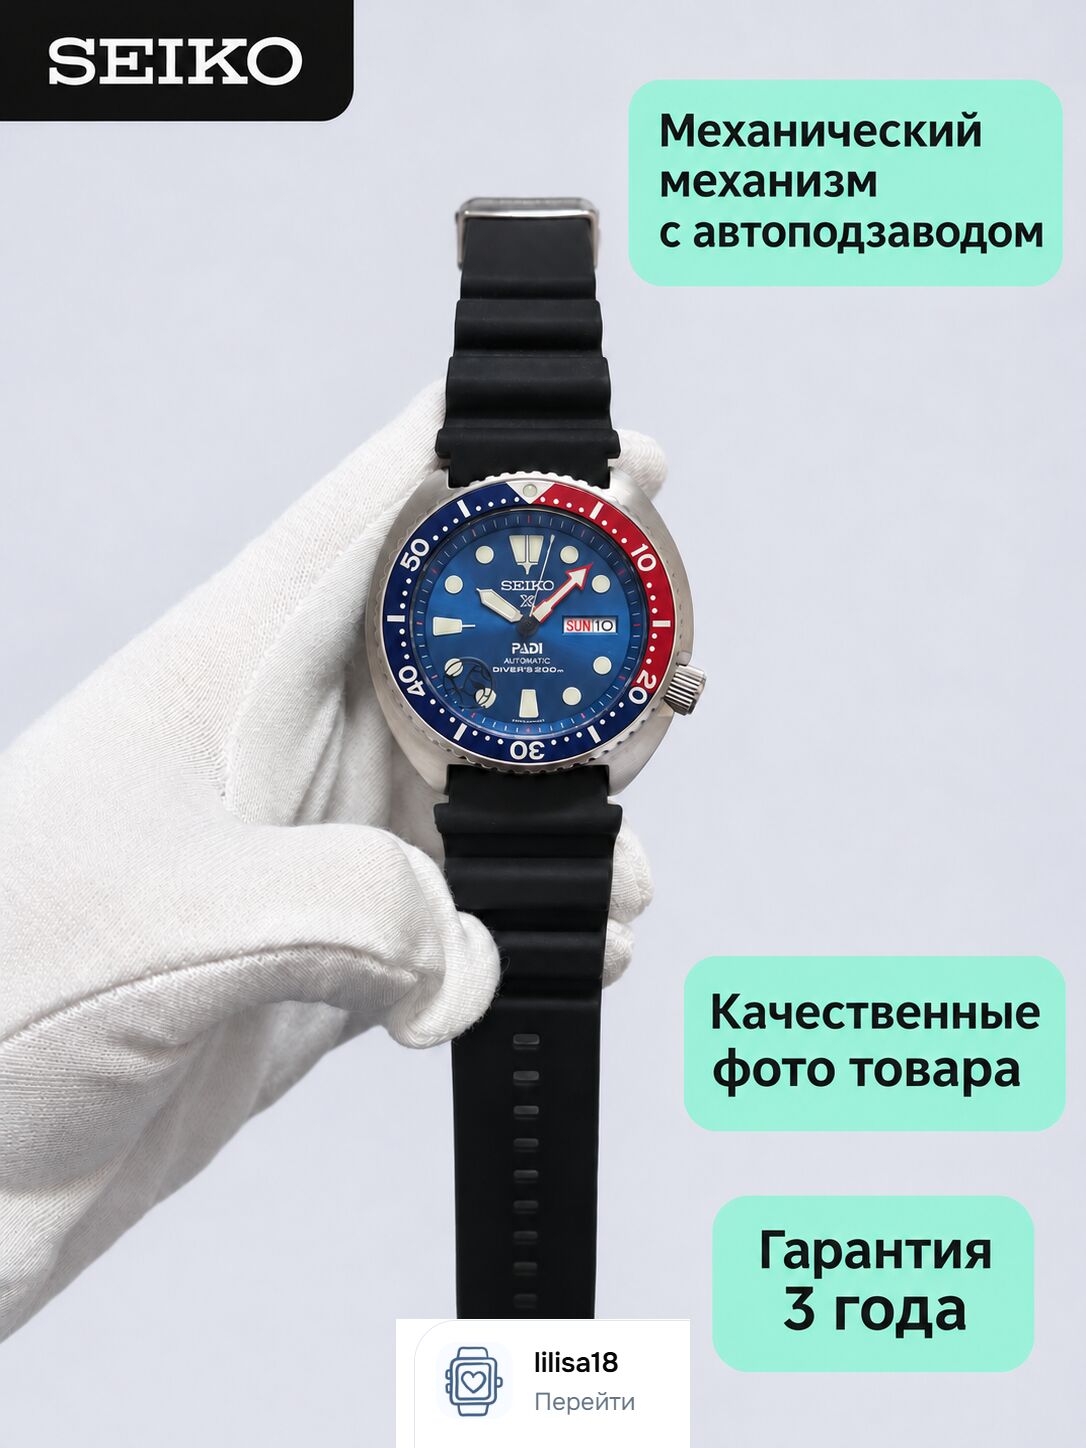 SEIKO
Механический
механизм
с автоподзаводом
50
10
SEIKO
SUN 10
PADI
AUTOMATIC
DIVER'S 200m
40
20
30
Качественные
фото товара
Гарантия
3 года
lilisa18
Перейти